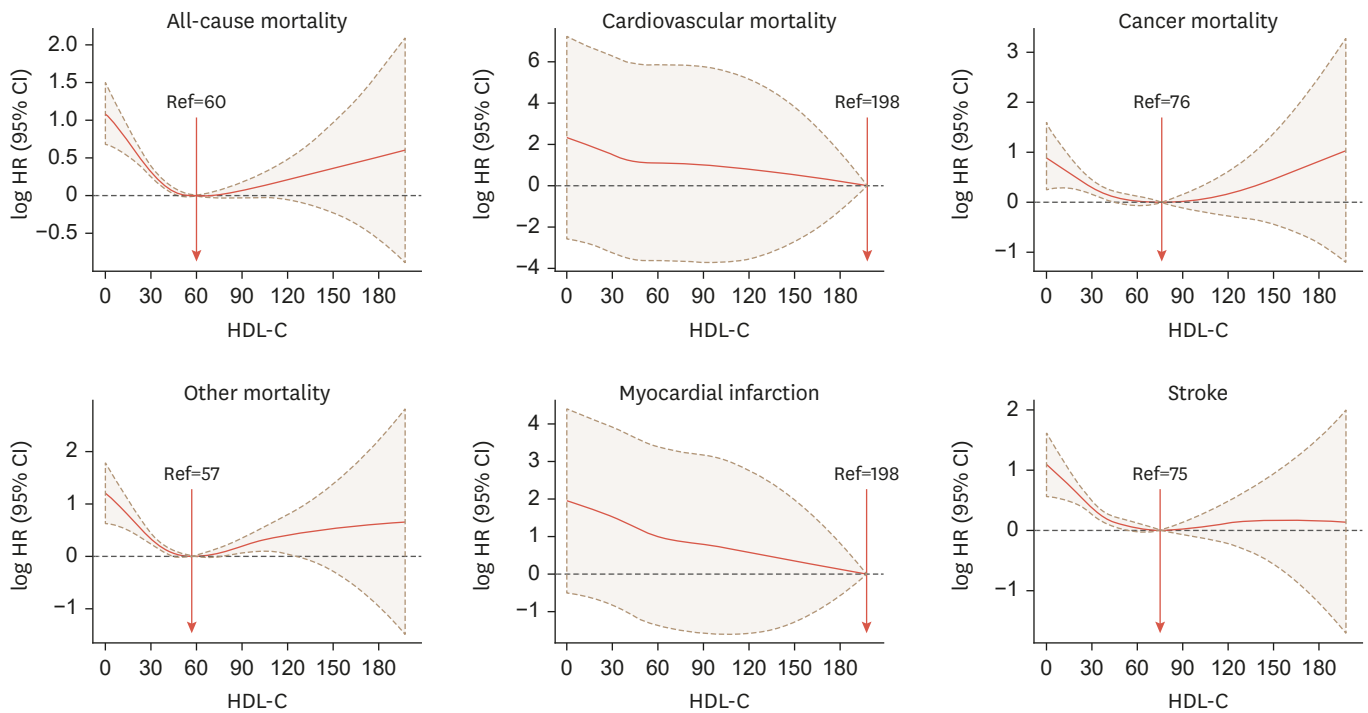 All-cause mortality
log HR (95% CI)
2.0
1.5
1.0
0.5
0
−0.5
Ref=60
0 30 60 90 120 150 180
HDL-C
Cardiovascular mortality
log HR (95% CI)
6
4
2
0
−2
−4
Ref=198
0 30 60 90 120 150 180
HDL-C
Cancer mortality
log HR (95% CI)
3
2
1
0
−1
Ref=76
0 30 60 90 120 150 180
HDL-C
Other mortality
log HR (95% CI)
2
1
0
−1
Ref=57
0 30 60 90 120 150 180
HDL-C
Myocardial infarction
log HR (95% CI)
4
3
2
1
0
−1
Ref=198
0 30 60 90 120 150 180
HDL-C
Stroke
log HR (95% CI)
2
1
0
−1
Ref=75
0 30 60 90 120 150 180
HDL-C